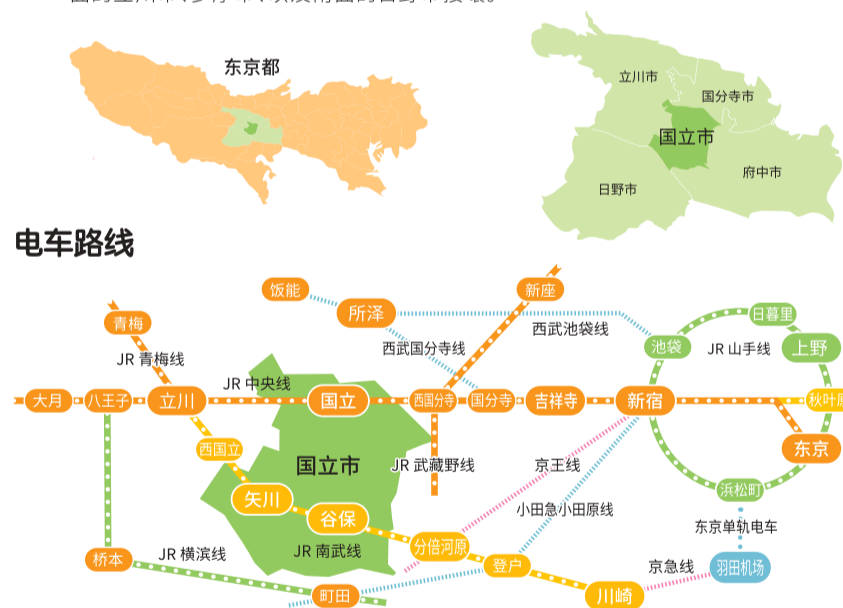 东京都
立川市
国分寺市
国立市
日野市
府中市
电车路线
饭能
所泽
新座
青梅
日暮里
西武池袋线
西武国分寺线
池袋
JR 山手线
上野
JR 青梅线
JR 中央线
大月
八王子
立川
国立
西国分寺
国分寺
吉祥寺
新宿
秋叶原
西国立
东京
国立市
JR 武藏野线
京王线
矢川
浜松町
谷保
小田急小田原线
东京单轨电车
JR 南武线
分倍河原
JR 横滨线
桥本
登户
京急线
羽田机场
町田
川崎